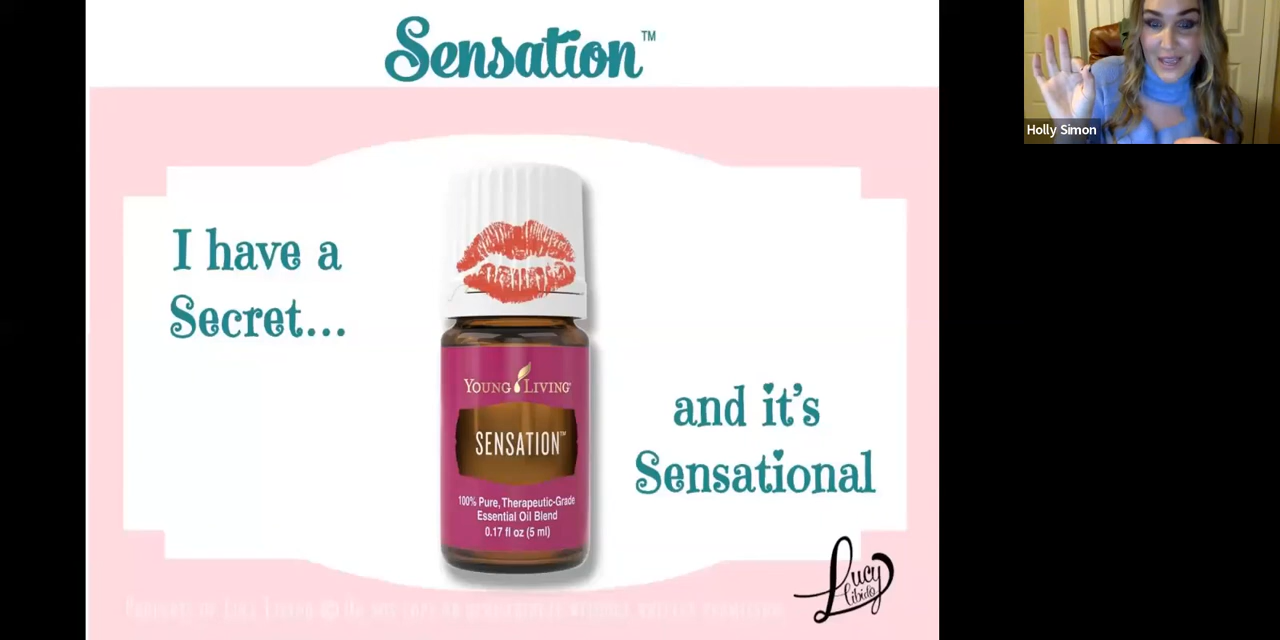 Sensation™
Holly Simon
I have a
Secret...
YOUNG LIVING®
SENSATION™
100% Pure, Therapeutic-Grade
Essential Oil Blend
0.17 fl oz (5 ml)
and it's
Sensational
Lucy
libido